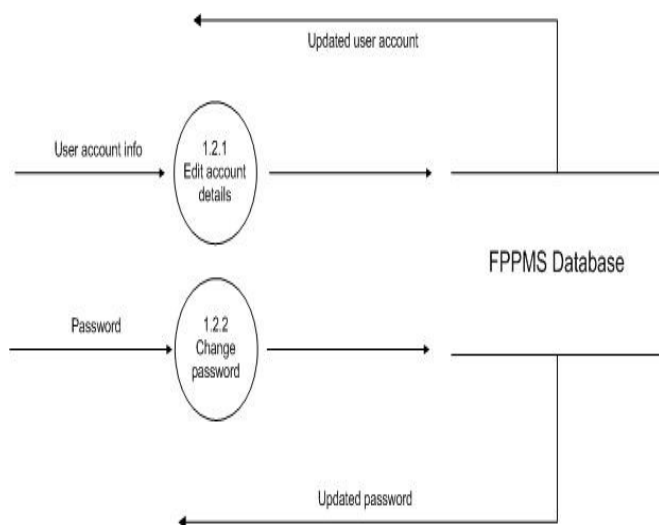 Updated user account
User account info
1.2.1
Edit account
details
FPPMS Database
Password
1.2.2
Change
password
Updated password